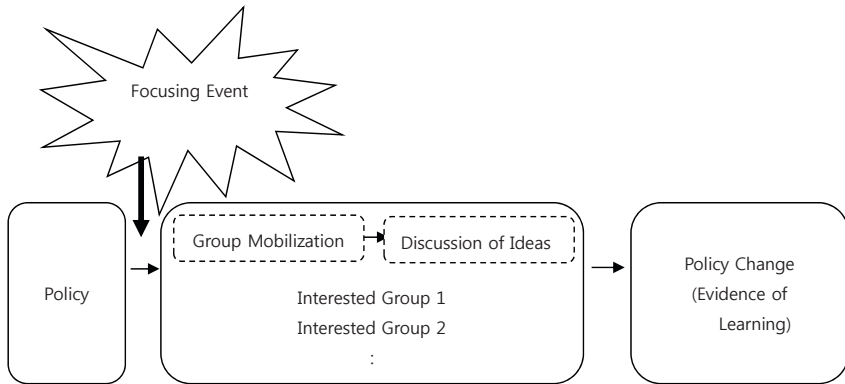 Focusing Event
Group Mobilization
Discussion of Ideas
Policy
Interested Group 1
Interested Group 2
:
Policy Change
(Evidence of
Learning)